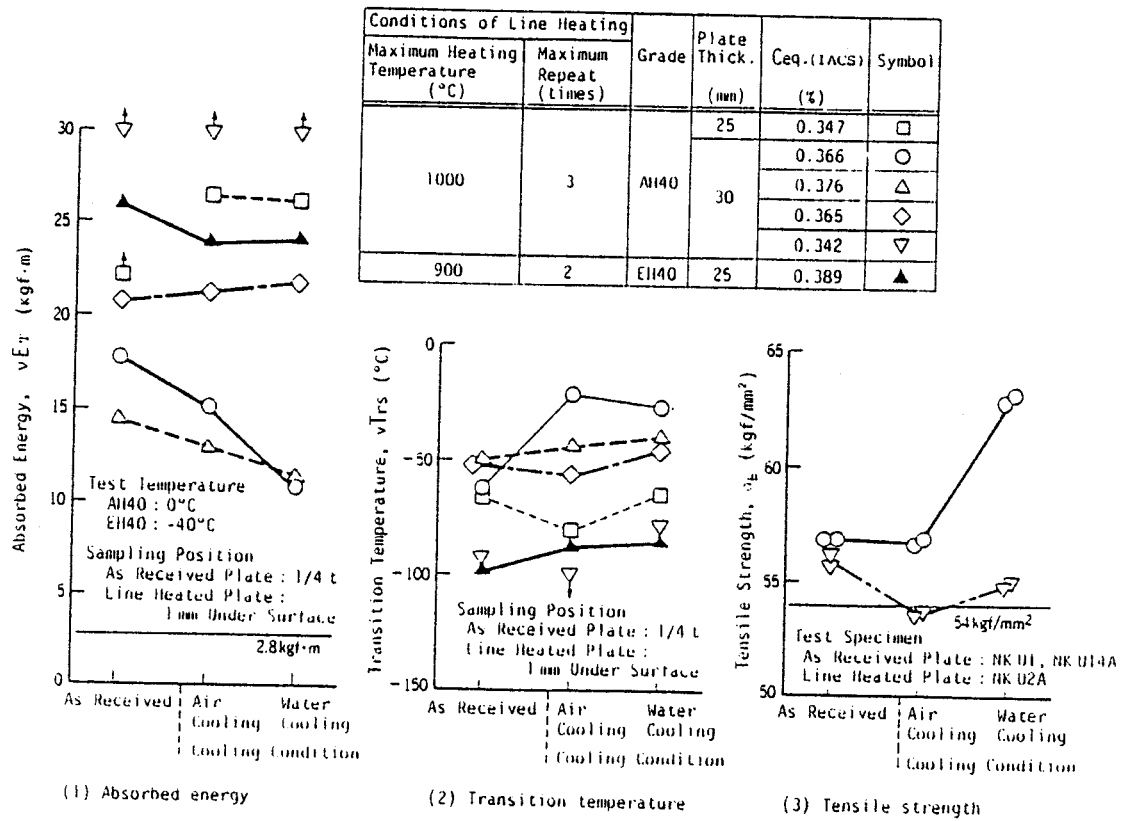 Conditions of Line Heating
Maximum Heating Temperature (°C)
Maximum Repeat (times)
Grade
Plate Thick. (mm)
Ceq.(IACS) (%)
Symbol
1000
3
AH40
25
0.347
30
0.366
0.376
0.365
0.342
900
2
EH40
25
0.389
Absorbed Energy, vET (kgf·m)
30
25
20
15
10
5
0
Test Temperature
AH40 : 0°C
EH40 : -40°C
Sampling Position
As Received Plate : 1/4 t
Line Heated Plate :
1mm Under Surface
2.8kgf·m
As Received
Air Cooling
Water Cooling
Cooling Condition
(1) Absorbed energy
Transition Temperature, vTrs (°C)
0
-50
-100
-150
Sampling Position
As Received Plate : 1/4 t
Line Heated Plate :
1mm Under Surface
As Received
Air Cooling
Water Cooling
Cooling Condition
(2) Transition temperature
Tensile Strength, (kgf/mm²)
65
60
55
50
54kgf/mm²
Test Specimen
As Received Plate : NK U1, NK U14A
Line Heated Plate : NK U2A
As Received
Air Cooling
Water Cooling
Cooling Condition
(3) Tensile strength